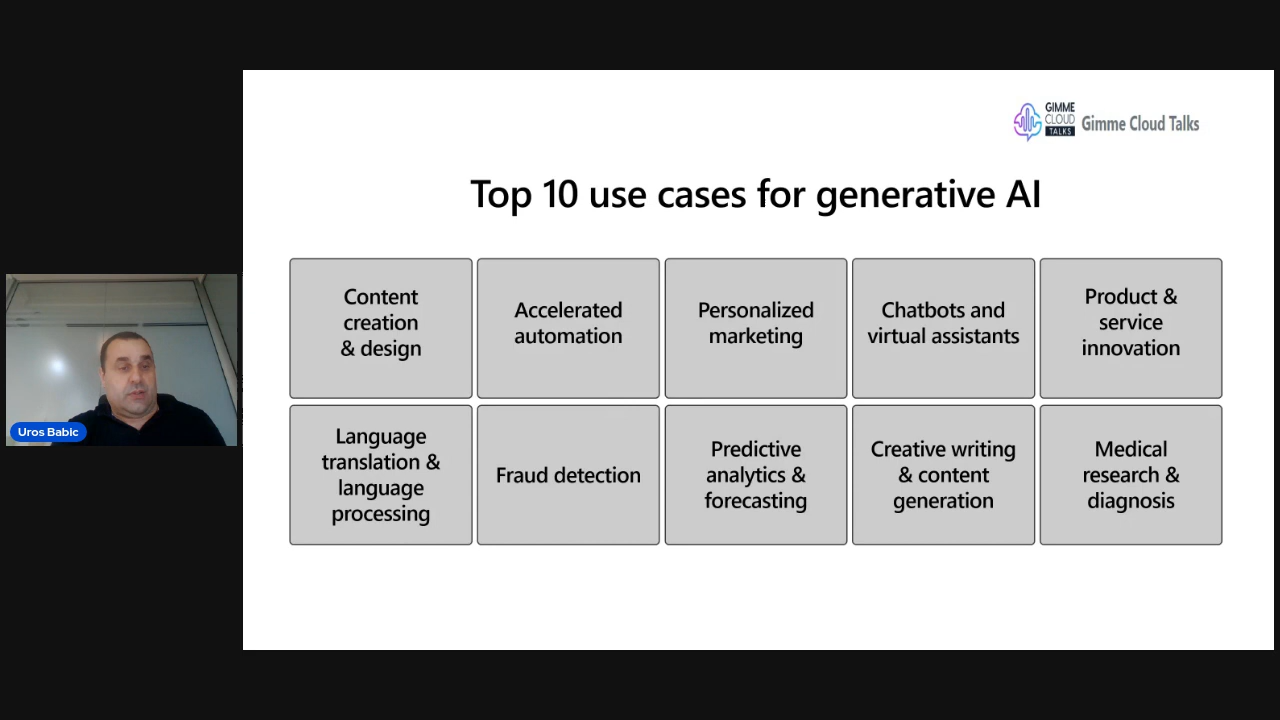 GIMME
CLOUD
TALKS
Gimme Cloud Talks
Top 10 use cases for generative AI
Content
creation
& design
Accelerated
automation
Personalized
marketing
Chatbots and
virtual assistants
Product &
service
innovation
Language
translation &
language
processing
Fraud detection
Predictive
analytics &
forecasting
Creative writing
& content
generation
Medical
research &
diagnosis
Uros Babic